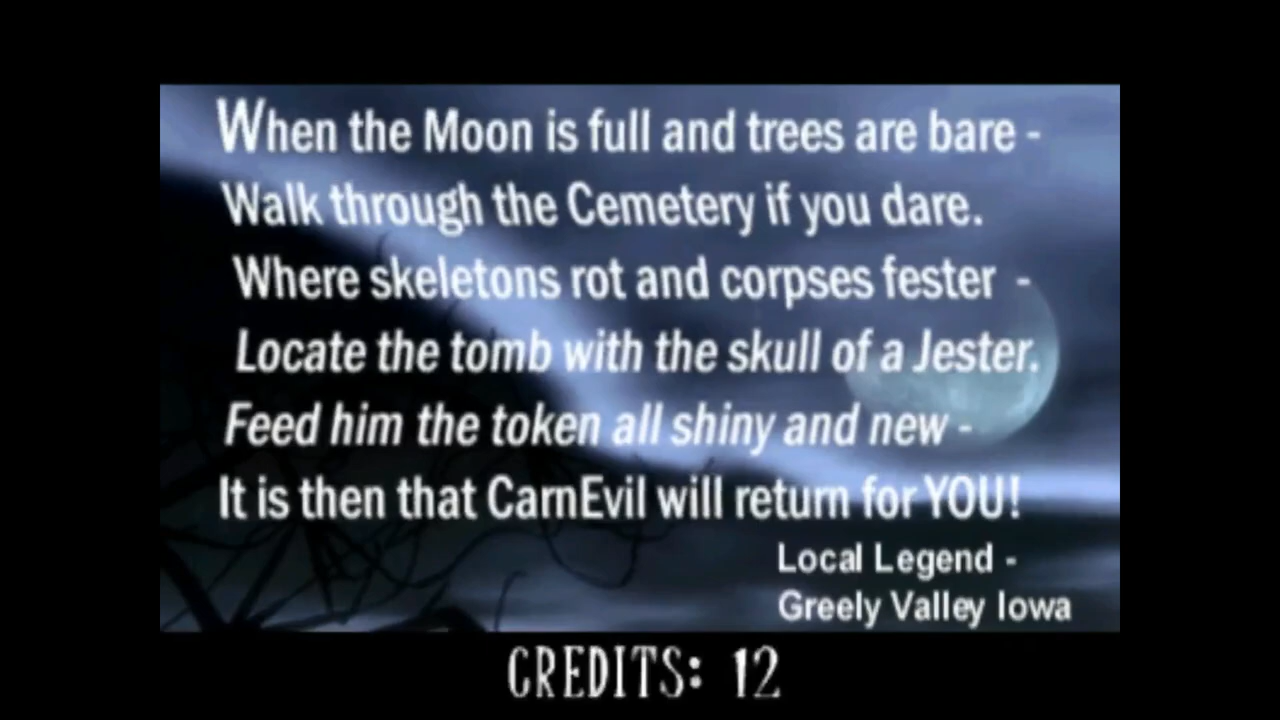 When the Moon is full and trees are bare -
Walk through the Cemetery if you dare.
Where skeletons rot and corpses fester -
Locate the tomb with the skull of a Jester.
Feed him the token all shiny and new -
It is then that CarnEvil will return for YOU!
Local Legend -
Greely Valley Iowa
CREDITS: 12